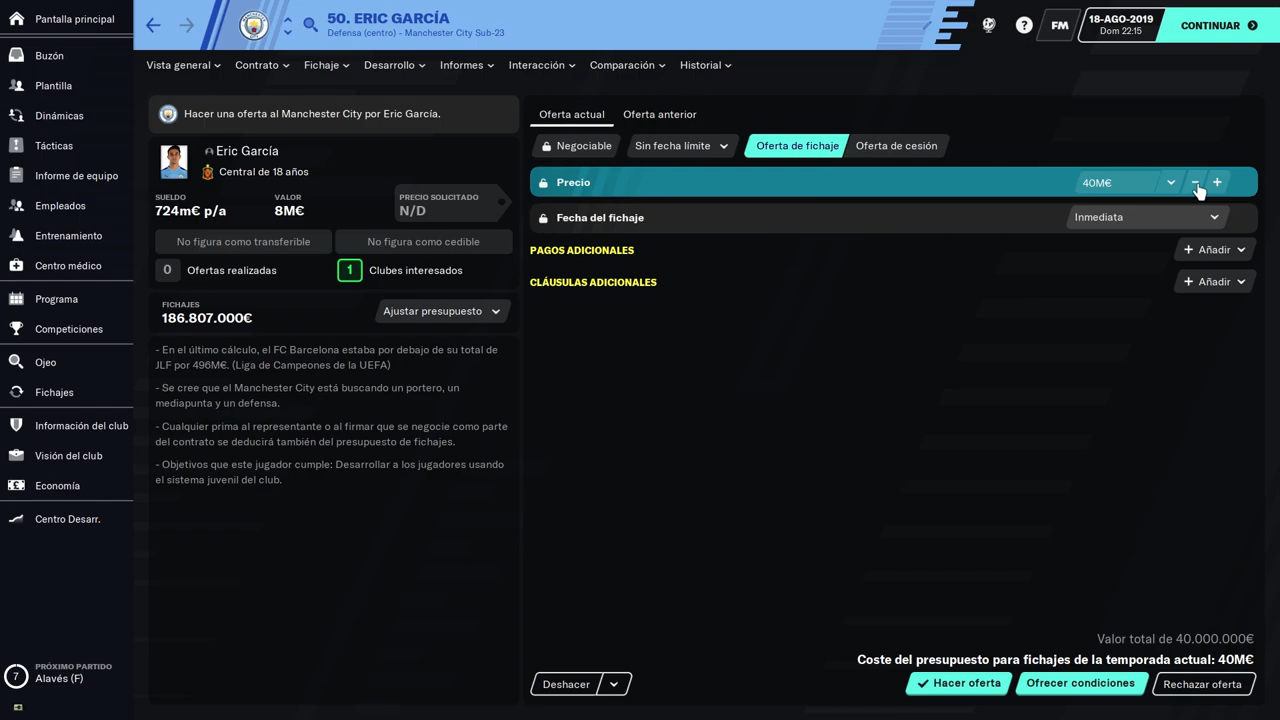 Pantalla principal
Buzón
Plantilla
Dinámicas
Tácticas
Informe de equipo
Empleados
Entrenamiento
Centro médico
Programa
Competiciones
Ojeo
Fichajes
Información del club
Visión del club
Economía
Centro Desarr.
7
PRÓXIMO PARTIDO
Alavés (F)
50. ERIC GARCÍA
Defensa (centro) - Manchester City Sub-23
?
FM
18-AGO-2019
Dom 22:15
CONTINUAR
Vista general
Contrato
Fichaje
Desarrollo
Informes
Interacción
Comparación
Historial
Hacer una oferta al Manchester City por Eric García.
Eric García
Central de 18 años
SUELDO
724m€ p/a
VALOR
8M€
PRECIO SOLICITADO
N/D
No figura como transferible
No figura como cedible
0 Ofertas realizadas
1 Clubes interesados
FICHAJES
186.807.000€
Ajustar presupuesto
- En el último cálculo, el FC Barcelona estaba por debajo de su total de
JLF por 496M€. (Liga de Campeones de la UEFA)
- Se cree que el Manchester City está buscando un portero, un
mediapunta y un defensa.
- Cualquier prima al representante o al firmar que se negocie como parte
del contrato se deducirá también del presupuesto de fichajes.
- Objetivos que este jugador cumple: Desarrollar a los jugadores usando
el sistema juvenil del club.
Oferta actual
Oferta anterior
Negociable
Sin fecha límite
Oferta de fichaje
Oferta de cesión
Precio
40M€
- +
Fecha del fichaje
Inmediata
PAGOS ADICIONALES
+ Añadir
CLÁUSULAS ADICIONALES
+ Añadir
Valor total de 40.000.000€
Coste del presupuesto para fichajes de la temporada actual: 40M€
Deshacer
Hacer oferta
Ofrecer condiciones
Rechazar oferta